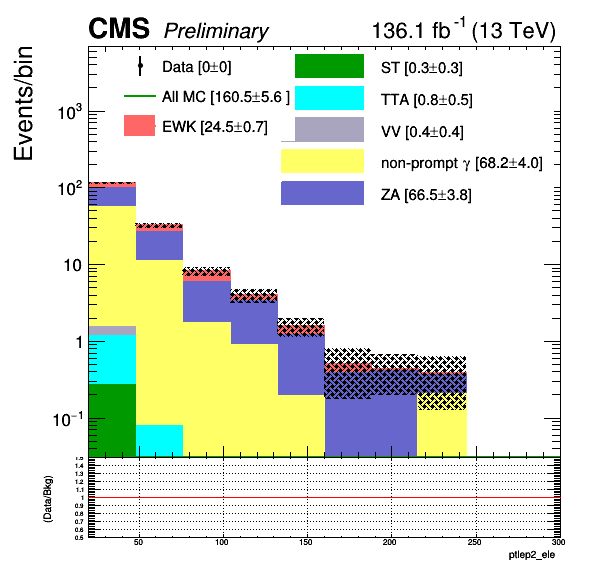 CMS Preliminary 136.1 fb⁻¹ (13 TeV)
Events/bin
Data [0±0]
All MC [160.5±5.6 ]
EWK [24.5±0.7]
ST [0.3±0.3]
TTA [0.8±0.5]
VV [0.4±0.4]
non-prompt γ [68.2±4.0]
ZA [66.5±3.8]
10³
10²
10
1
10⁻¹
(Data/Bkg)
1.5
1.4
1.3
1.2
1.1
1
0.9
0.8
0.7
0.6
0.5
50 100 150 200 250 300
ptlep2_ele